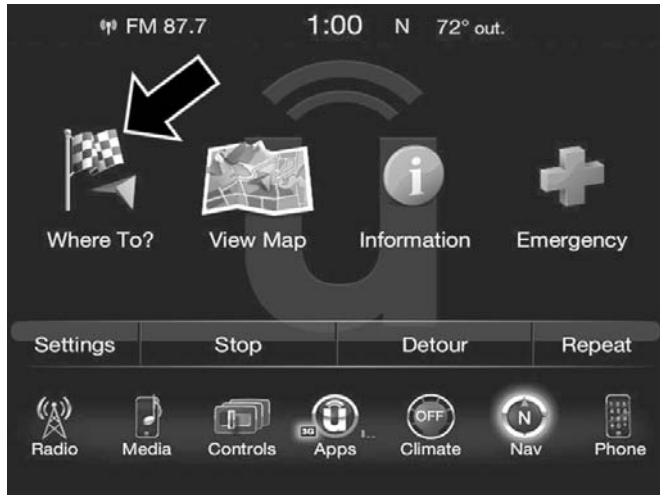 FM 87.7 1:00 N 72° out.
Where To? View Map Information Emergency
Settings Stop Detour Repeat
OFF N
3G
Radio Media Controls Apps Climate Nav Phone